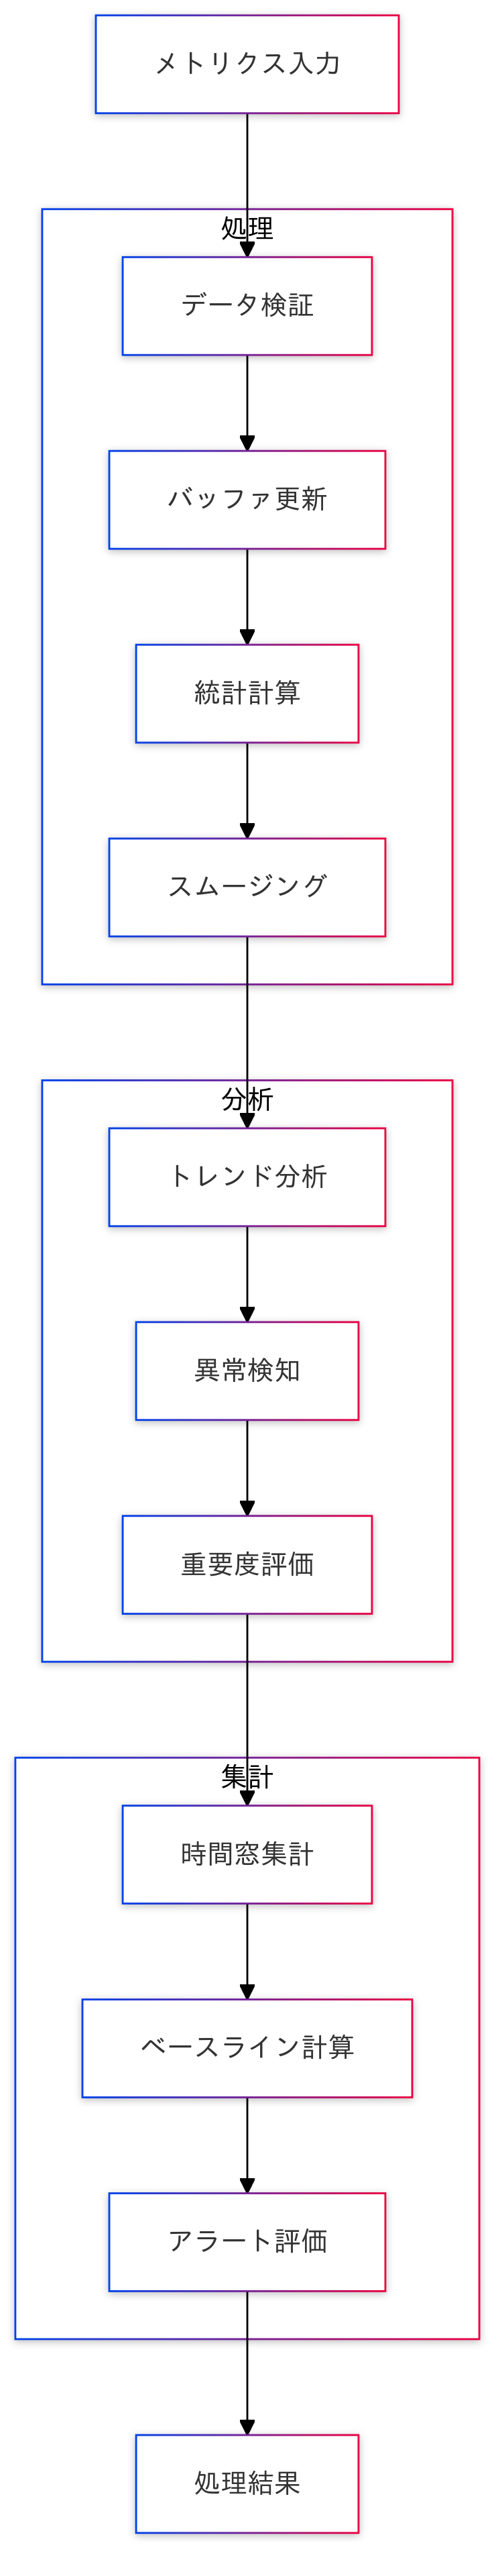 メトリクス入力
処理
データ検証
バッファ更新
統計計算
スムージング
分析
トレンド分析
異常検知
重要度評価
集計
時間窓集計
ベースライン計算
アラート評価
処理結果